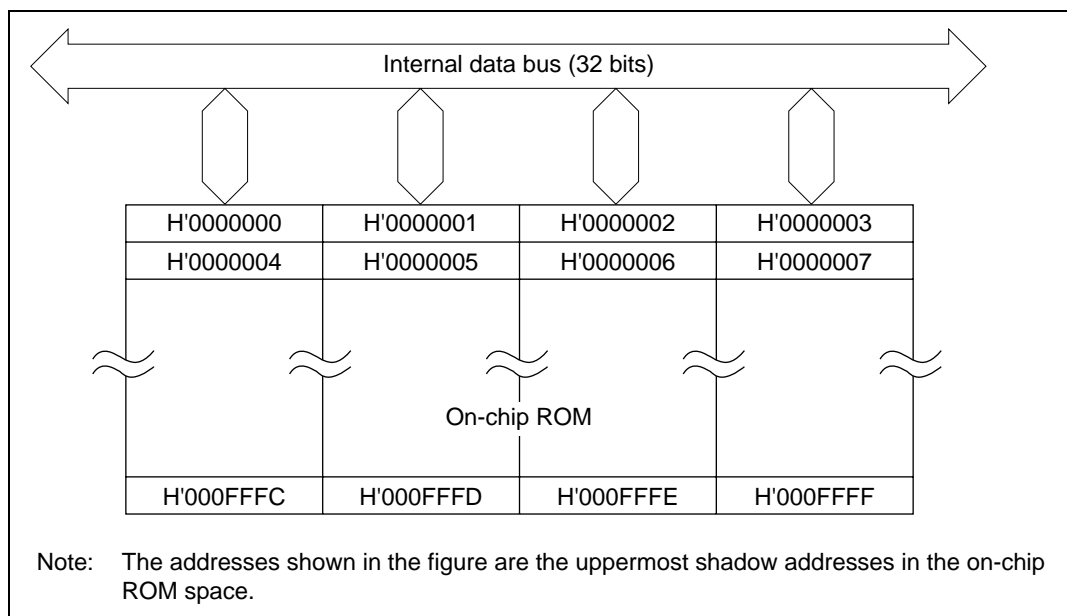 Internal data bus (32 bits)
H'0000000 H'0000001 H'0000002 H'0000003
H'0000004 H'0000005 H'0000006 H'0000007
On-chip ROM
H'000FFFC H'000FFFD H'000FFFE H'000FFFF
Note: The addresses shown in the figure are the uppermost shadow addresses in the on-chip
ROM space.